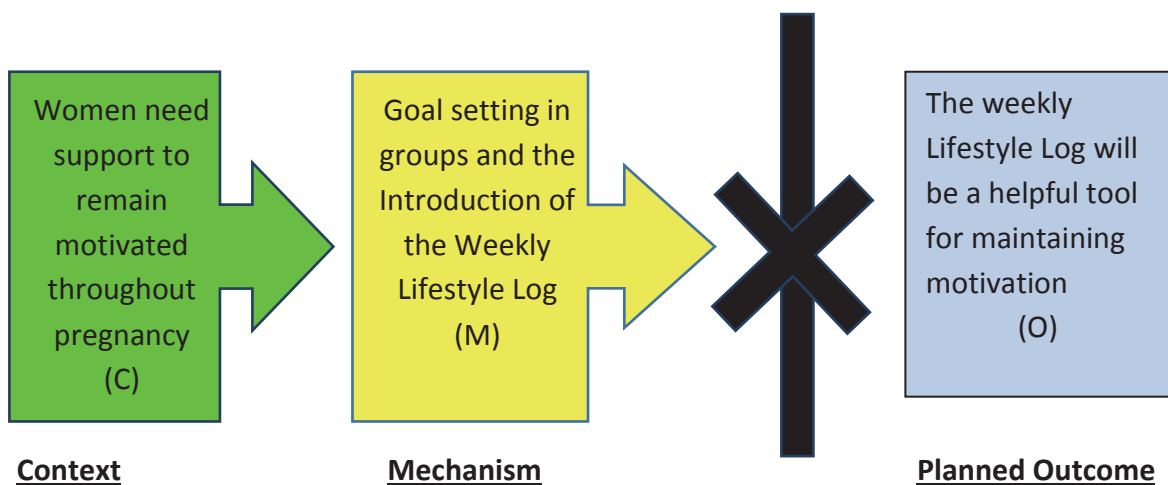 Women need
support to
remain
motivated
throughout
pregnancy
(C)
Goal setting in
groups and the
Introduction of
the Weekly
Lifestyle Log
(M)
The weekly
Lifestyle Log will
be a helpful tool
for maintaining
motivation
(O)
Context
Mechanism
Planned Outcome